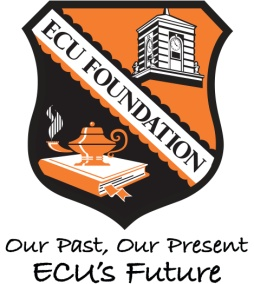 ECU FOUNDATION
Our Past, Our Present
ECU's Future